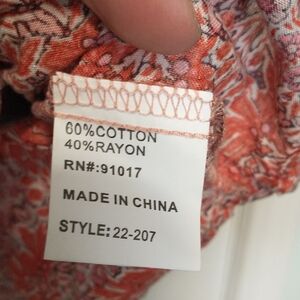 60%COTTON
40%RAYON
RN#:91017
MADE IN CHINA
STYLE:22-207